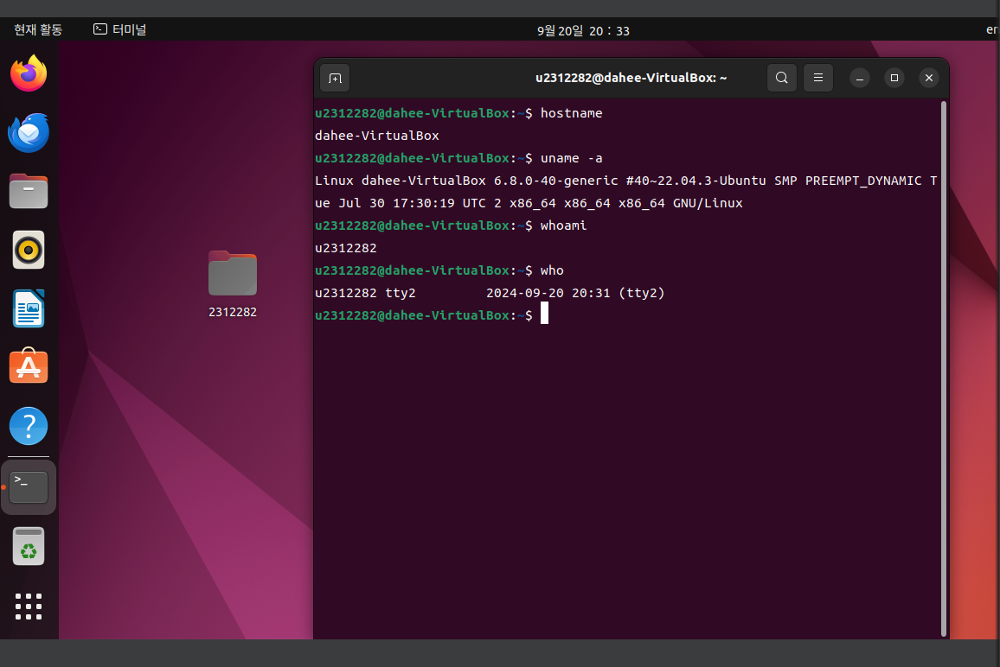 현재 활동
터미널
9월 20일 20 : 33
er
u2312282@dahee-VirtualBox: ~
u2312282@dahee-VirtualBox:~$ hostname
dahee-VirtualBox
u2312282@dahee-VirtualBox:~$ uname -a
Linux dahee-VirtualBox 6.8.0-40-generic #40~22.04.3-Ubuntu SMP PREEMPT_DYNAMIC T
ue Jul 30 17:30:19 UTC 2 x86_64 x86_64 x86_64 GNU/Linux
u2312282@dahee-VirtualBox:~$ whoami
u2312282
u2312282@dahee-VirtualBox:~$ who
u2312282 tty2         2024-09-20 20:31 (tty2)
u2312282@dahee-VirtualBox:~$
2312282